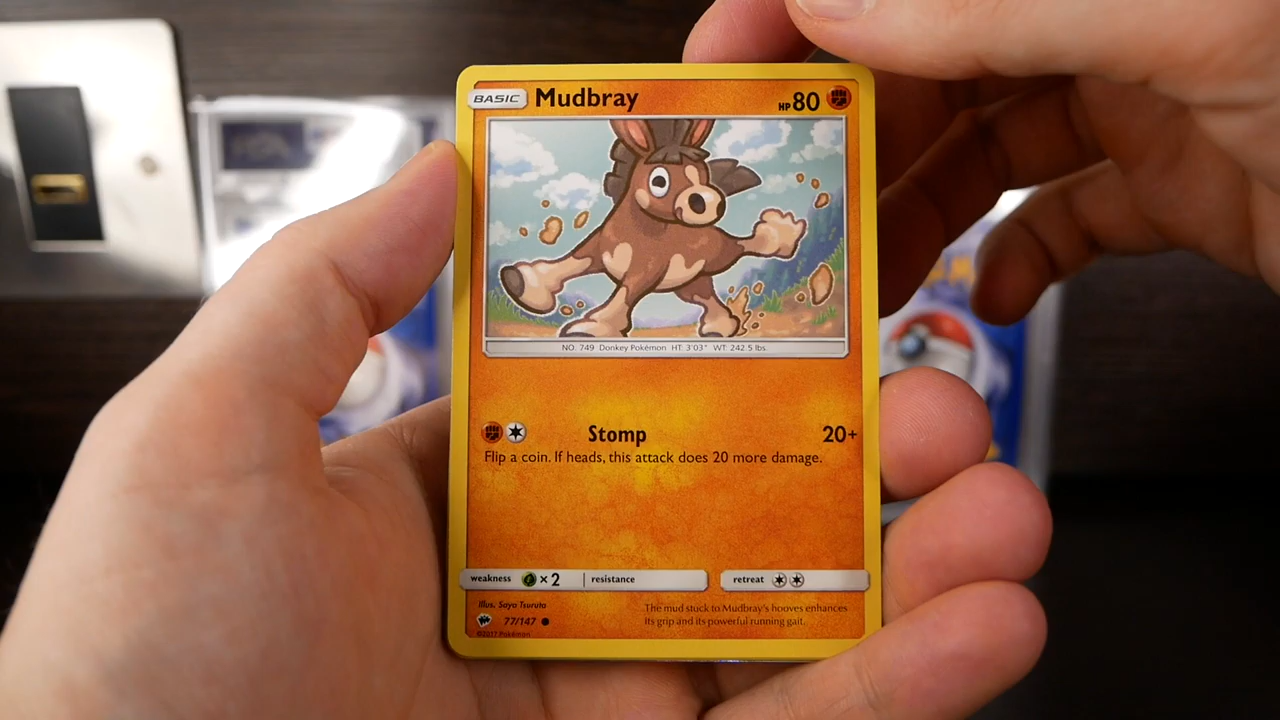 BASIC Mudbray HP 80
NO. 749 Donkey Pokémon HT: 3'03" WT: 242.5 lbs.
Stomp 20+
Flip a coin. If heads, this attack does 20 more damage.
weakness ×2 resistance retreat
Illus. Saya Tsuruta
77/147
©2017 Pokémon
The mud stuck to Mudbray's hooves enhances
its grip and its powerful running gait.